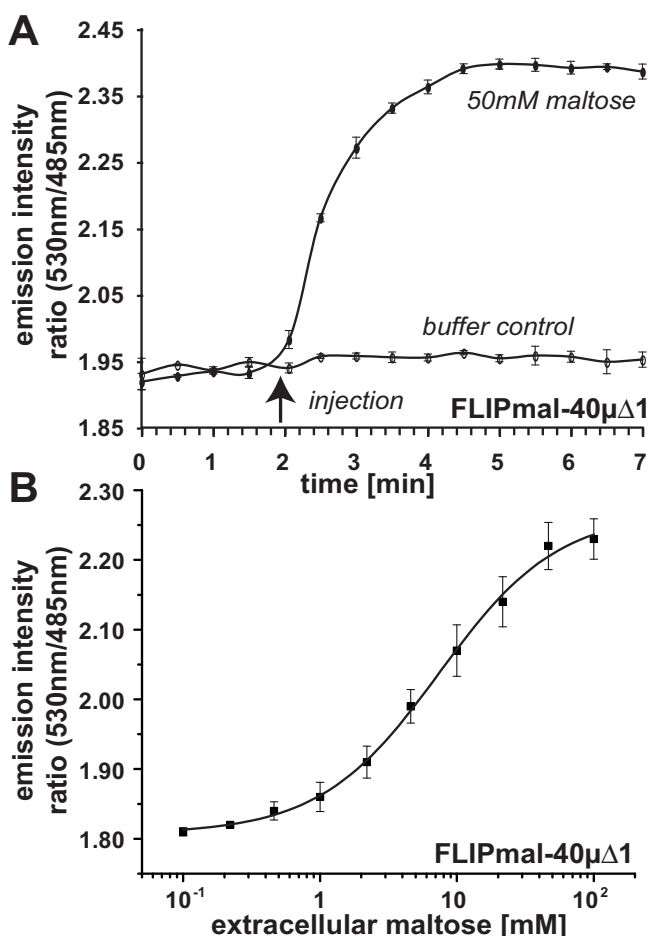 A
2.45
2.35
2.25
2.15
2.05
1.95
1.85
emission intensity
ratio (530nm/485nm)
50mM maltose
buffer control
injection
FLIPmal-40μΔ1
0 1 2 3 4 5 6 7
time [min]
B
2.30
2.20
2.10
2.00
1.90
1.80
emission intensity
ratio (530nm/485nm)
FLIPmal-40μΔ1
10⁻¹ 1 10 10²
extracellular maltose [mM]